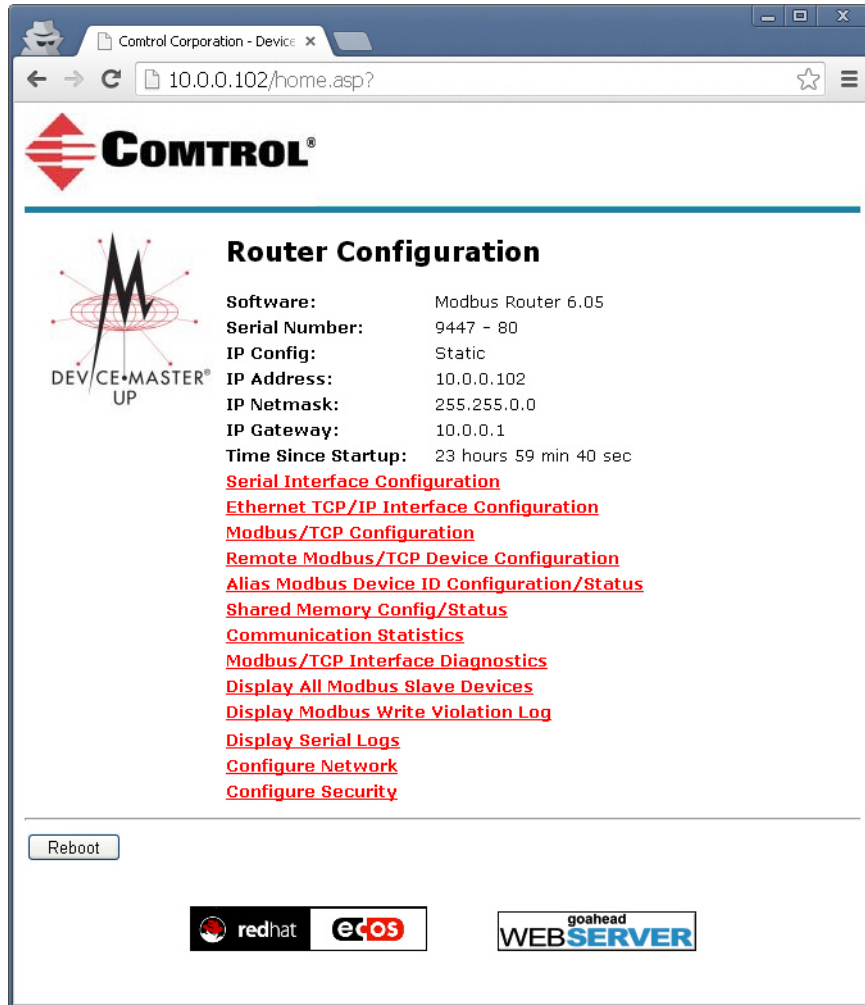 Comtrol Corporation - Device
10.0.0.102/home.asp?
COMTROL®
Router Configuration
Software: Modbus Router 6.05
Serial Number: 9447 - 80
IP Config: Static
IP Address: 10.0.0.102
IP Netmask: 255.255.0.0
IP Gateway: 10.0.0.1
Time Since Startup: 23 hours 59 min 40 sec
M
DEVICE•MASTER®
UP
Serial Interface Configuration
Ethernet TCP/IP Interface Configuration
Modbus/TCP Configuration
Remote Modbus/TCP Device Configuration
Alias Modbus Device ID Configuration/Status
Shared Memory Config/Status
Communication Statistics
Modbus/TCP Interface Diagnostics
Display All Modbus Slave Devices
Display Modbus Write Violation Log
Display Serial Logs
Configure Network
Configure Security
Reboot
redhat ecos
goahead
WEBSERVER